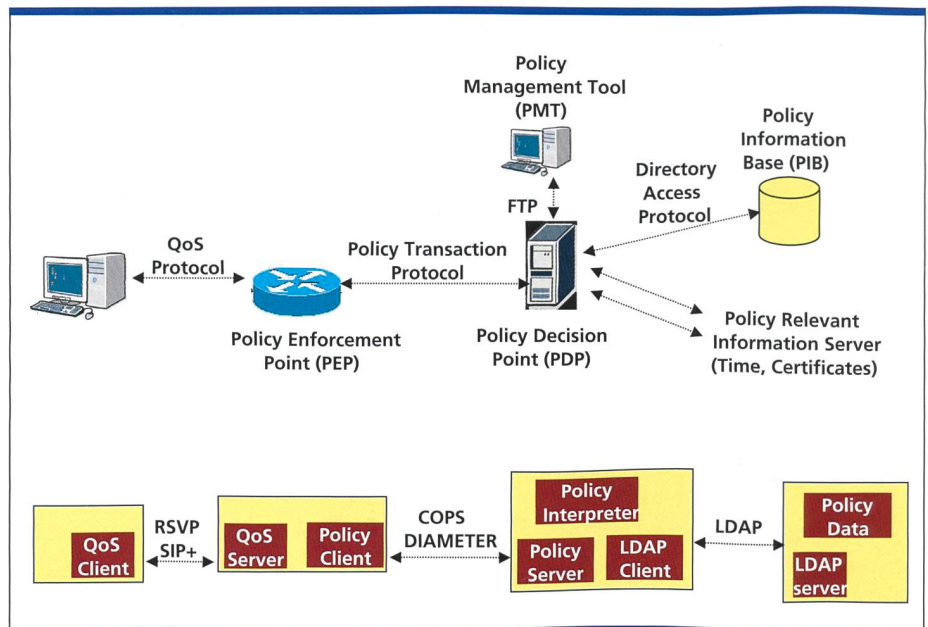 Policy
Management Tool
(PMT)
Policy
Information
Base (PIB)
Directory
Access
Protocol
FTP
QoS
Protocol
Policy Transaction
Protocol
Policy Enforcement
Point (PEP)
Policy Decision
Point (PDP)
Policy Relevant
Information Server
(Time, Certificates)
QoS
Client
RSVP
SIP+
QoS
Server
Policy
Client
COPS
DIAMETER
Policy
Interpreter
Policy
Server
LDAP
Client
LDAP
Policy
Data
LDAP
server